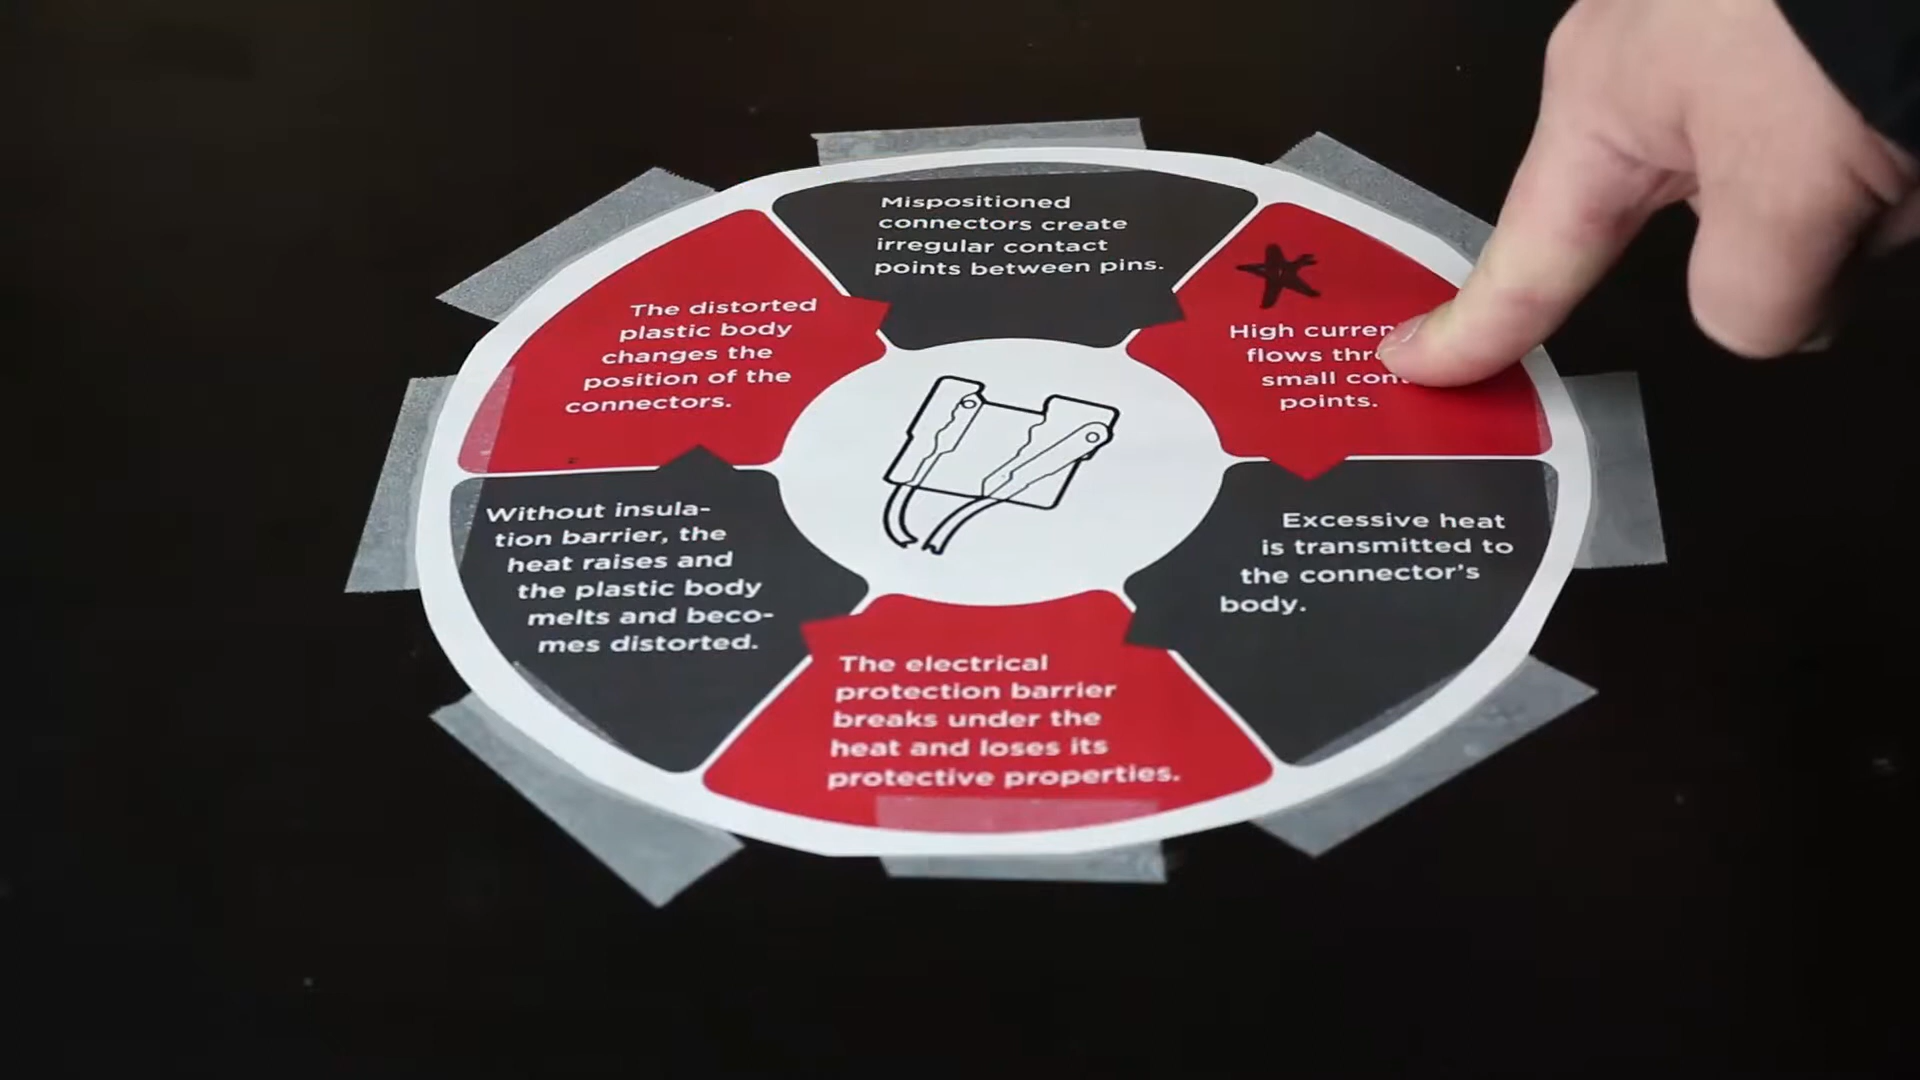 Mispositioned
connectors create
irregular contact
points between pins.
High curren
flows thr
small con
points.
Excessive heat
is transmitted to
the connector's
body.
The electrical
protection barrier
breaks under the
heat and loses its
protective properties.
Without insula-
tion barrier, the
heat raises and
the plastic body
melts and beco-
mes distorted.
The distorted
plastic body
changes the
position of the
connectors.